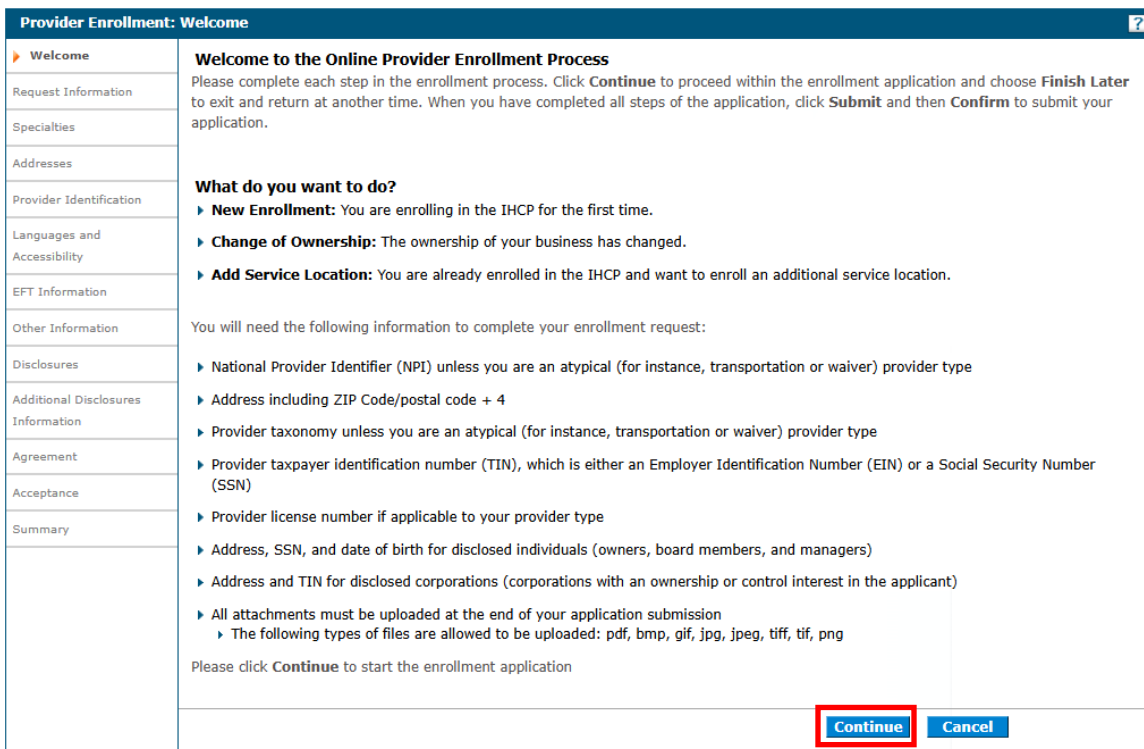 Provider Enrollment: Welcome
?
Welcome
Request Information
Specialties
Addresses
Provider Identification
Languages and
Accessibility
EFT Information
Other Information
Disclosures
Additional Disclosures
Information
Agreement
Acceptance
Summary
Welcome to the Online Provider Enrollment Process
Please complete each step in the enrollment process. Click Continue to proceed within the enrollment application and choose Finish Later
to exit and return at another time. When you have completed all steps of the application, click Submit and then Confirm to submit your
application.
What do you want to do?
New Enrollment: You are enrolling in the IHCP for the first time.
Change of Ownership: The ownership of your business has changed.
Add Service Location: You are already enrolled in the IHCP and want to enroll an additional service location.
You will need the following information to complete your enrollment request:
National Provider Identifier (NPI) unless you are an atypical (for instance, transportation or waiver) provider type
Address including ZIP Code/postal code + 4
Provider taxonomy unless you are an atypical (for instance, transportation or waiver) provider type
Provider taxpayer identification number (TIN), which is either an Employer Identification Number (EIN) or a Social Security Number
(SSN)
Provider license number if applicable to your provider type
Address, SSN, and date of birth for disclosed individuals (owners, board members, and managers)
Address and TIN for disclosed corporations (corporations with an ownership or control interest in the applicant)
All attachments must be uploaded at the end of your application submission
The following types of files are allowed to be uploaded: pdf, bmp, gif, jpg, jpeg, tiff, tif, png
Please click Continue to start the enrollment application
Continue
Cancel